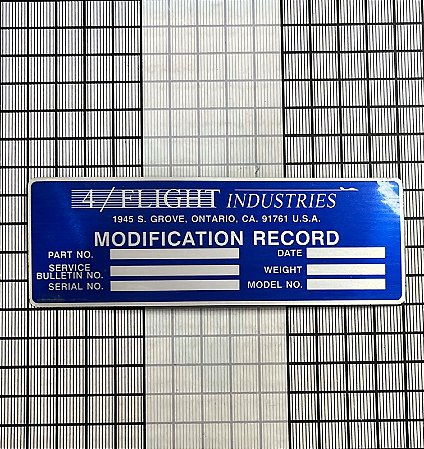 4/FLIGHT INDUSTRIES
1945 S. GROVE, ONTARIO, CA. 91761 U.S.A.
MODIFICATION RECORD
PART NO. DATE
SERVICE
BULLETIN NO. WEIGHT
SERIAL NO. MODEL NO.